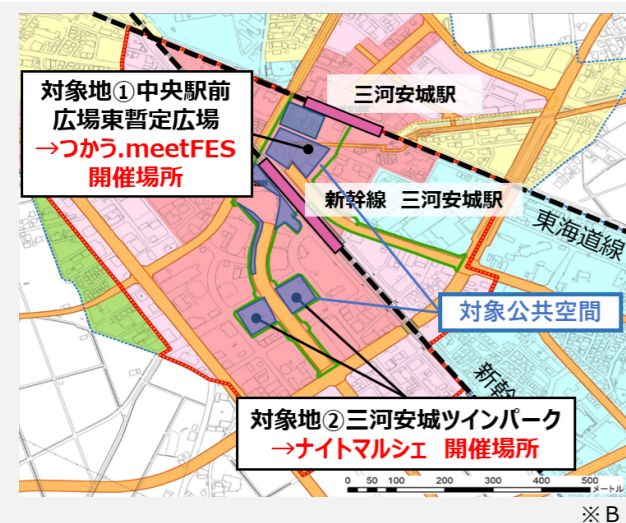 対象地①中央駅前
広場東暫定広場
→つかう.meetFES
開催場所
三河安城駅
新幹線 三河安城駅
東海道線
対象公共空間
新幹
対象地②三河安城ツインパーク
→ナイトマルシェ 開催場所
0 50 100 200 300 400 500
メートル
※B